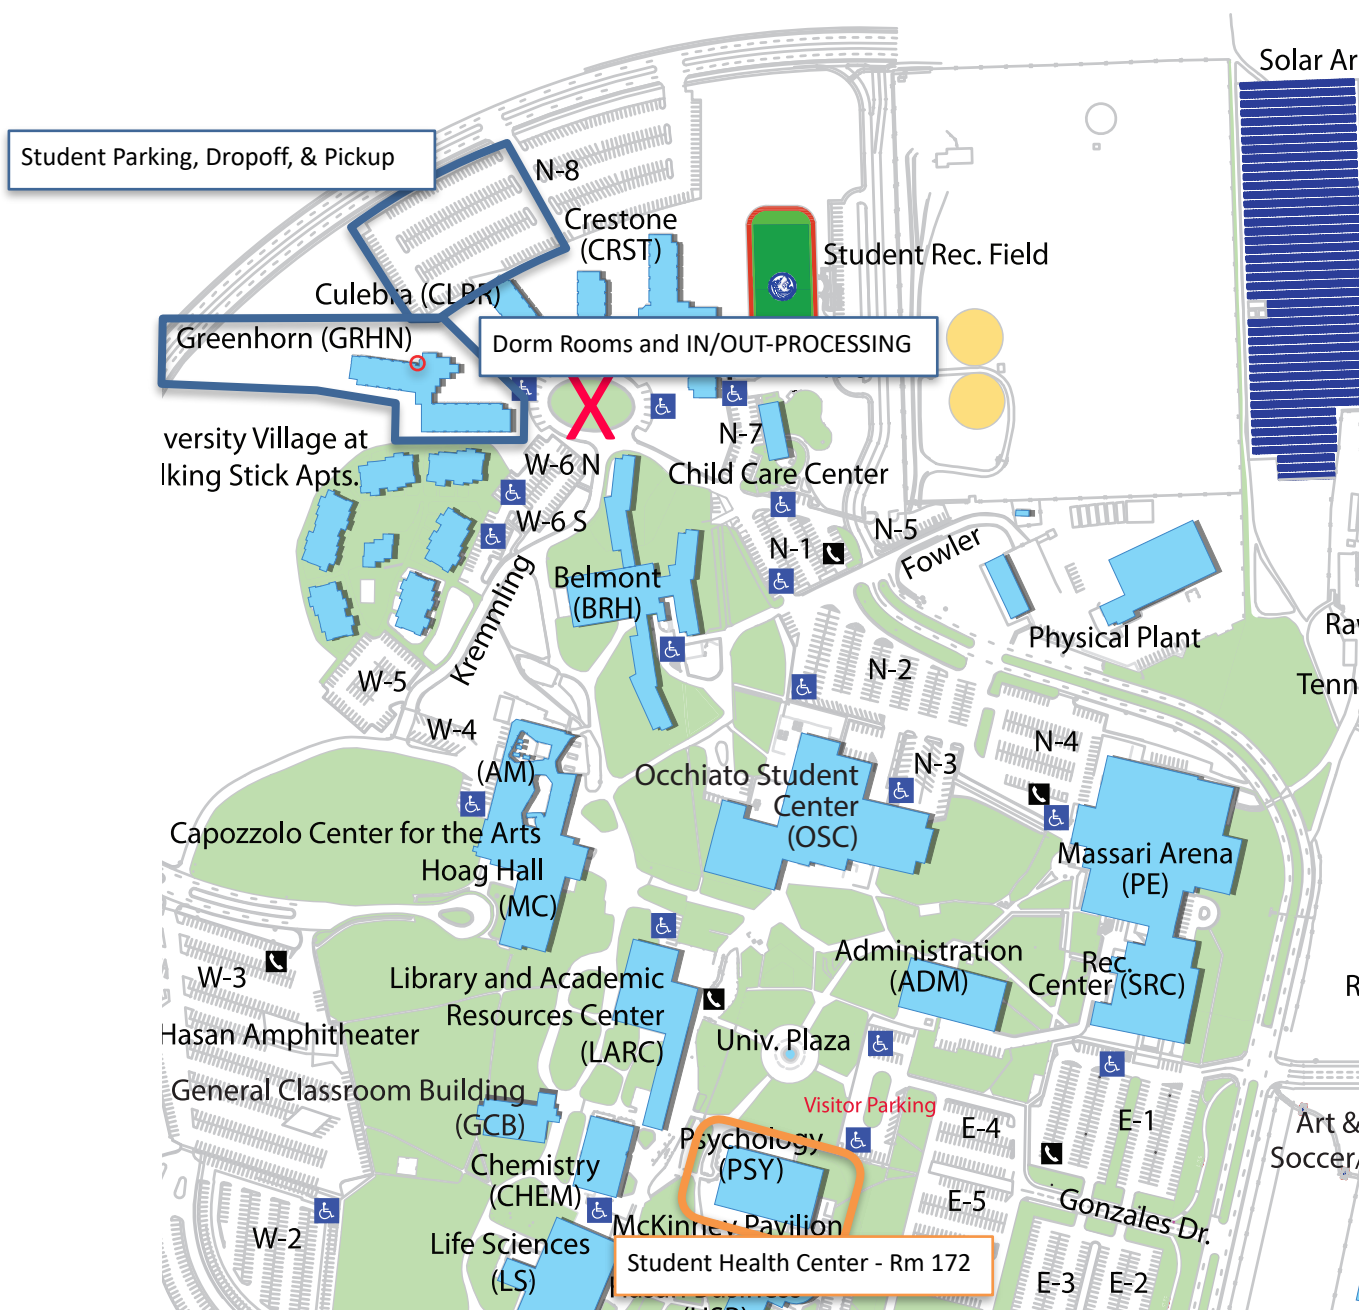 Solar Ar
Student Parking, Dropoff, & Pickup
N-8
Crestone
(CRST)
Student Rec. Field
Culebra (CLBR)
Greenhorn (GRHN)
Dorm Rooms and IN/OUT-PROCESSING
X
N-7
versity Village at
lking Stick Apts.
W-6 N
Child Care Center
W-6 S
N-1
N-5
Fowler
Kremmling
Belmont
(BRH)
Physical Plant
Ra
N-2
W-5
Tenn
W-4
N-4
N-3
(AM)
Occhiato Student
Center
(OSC)
Capozzolo Center for the Arts
Hoag Hall
(MC)
Massari Arena
(PE)
Administration
(ADM)
Rec.
Center (SRC)
W-3
Library and Academic
Resources Center
(LARC)
R
Hasan Amphitheater
Univ. Plaza
General Classroom Building
(GCB)
Visitor Parking
E-4
E-1
Art &
Soccer/
Psychology
(PSY)
Chemistry
(CHEM)
E-5
Gonzales Dr.
McKinney Pavilion
W-2
Life Sciences
(LS)
Student Health Center - Rm 172
E-3
E-2